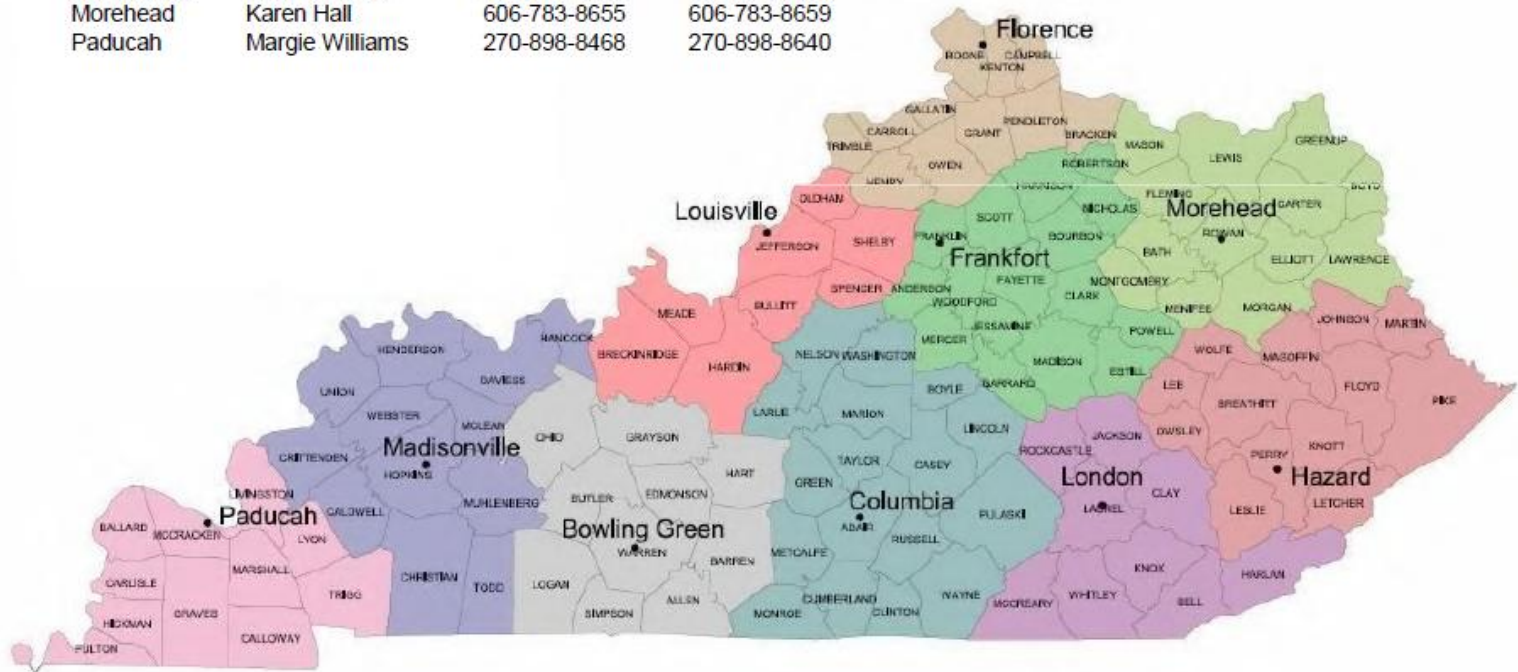 Morehead Karen Hall 606-783-8655 606-783-8659
Paducah Margie Williams 270-898-8468 270-898-8640
Florence
BOONE
CAMPBELL
KENTON
GALLATIN
CARROLL
GRANT
PENDLETON
BRACKEN
TRIMBLE
OWEN
HENRY
MASON
LEWIS
GREENUP
ROBERTSON
HARRISON
FLEMING
BOYD
OLDHAM
Louisville
SCOTT
NICHOLAS
Morehead
CARTER
JEFFERSON
SHELBY
FRANKLIN
BOURBON
ROWAN
Frankfort
BATH
ELLIOTT
LAWRENCE
SPENCER
ANDERSON
FAYETTE
MONTGOMERY
WOODFORD
CLARK
BULLITT
MENIFEE
MORGAN
MEADE
JESSAMINE
POWELL
JOHNSON
MARTIN
HANCOCK
MERCER
HENDERSON
BRECKINRIDGE
NELSON
WASHINGTON
WOLFE
MAGOFFIN
HARDIN
MADISON
ESTILL
DAVIESS
GARRARD
BOYLE
LEE
FLOYD
UNION
BREATHITT
PIKE
WEBSTER
LARUE
MARION
MCLEAN
LINCOLN
OWSLEY
OHIO
GRAYSON
JACKSON
Madisonville
ROCKCASTLE
KNOTT
CRITTENDEN
TAYLOR
CASEY
PERRY
HOPKINS
HART
London
Hazard
GREEN
LIVINGSTON
BUTLER
EDMONSON
CLAY
MUHLENBERG
Columbia
LETCHER
CALDWELL
Paducah
LAUREL
LESLIE
PULASKI
BALLARD
MCCRACKEN
Bowling Green
ADAIR
LYON
RUSSELL
WARREN
METCALFE
BARREN
MARSHALL
KNOX
CARLISLE
CHRISTIAN
TODD
LOGAN
HARLAN
TRIGG
WAYNE
WHITLEY
CUMBERLAND
ALLEN
MCCREARY
BELL
GRAVES
SIMPSON
MONROE
CLINTON
HICKMAN
CALLOWAY
FULTON